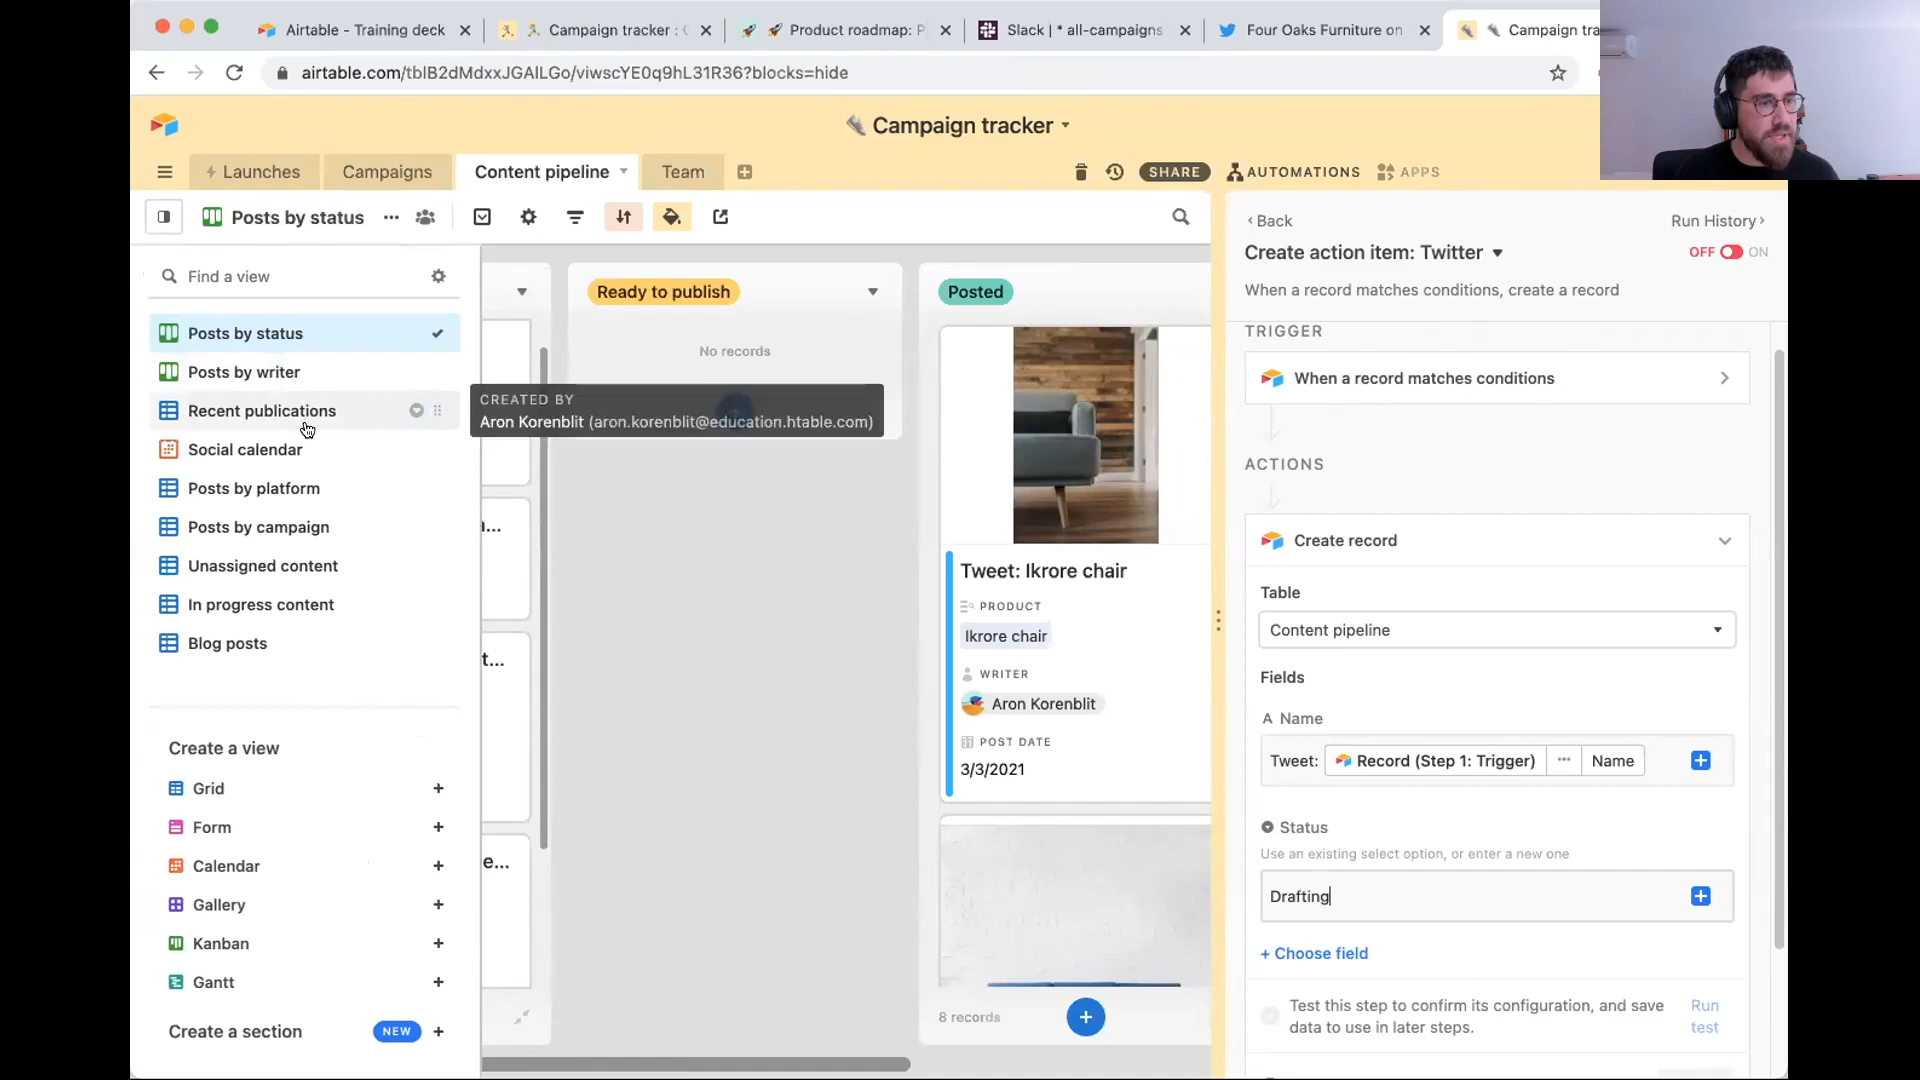 Airtable - Training deck
Campaign tracker : (
Product roadmap: P
Slack | * all-campaigns
Four Oaks Furniture on
Campaign tra
airtable.com/tblB2dMdxxJGAlLGo/viwscYE0q9hL31R36?blocks=hide
Campaign tracker
Launches
Campaigns
Content pipeline
Team
SHARE
AUTOMATIONS
APPS
Posts by status
Find a view
Posts by status
Posts by writer
Recent publications
Social calendar
Posts by platform
Posts by campaign
Unassigned content
In progress content
Blog posts
Create a view
Grid
Form
Calendar
Gallery
Kanban
Gantt
Create a section
NEW
CREATED BY
Aron Korenblit (aron.korenblit@education.htable.com)
a...
t...
e...
Ready to publish
No records
Posted
Tweet: Ikrore chair
PRODUCT
Ikrore chair
WRITER
Aron Korenblit
POST DATE
3/3/2021
8 records
Back
Run History
Create action item: Twitter
OFF
ON
When a record matches conditions, create a record
TRIGGER
When a record matches conditions
ACTIONS
Create record
Table
Content pipeline
Fields
A Name
Tweet: Record (Step 1: Trigger) ... Name
Status
Use an existing select option, or enter a new one
Drafting
+ Choose field
Test this step to confirm its configuration, and save
data to use in later steps.
Run
test